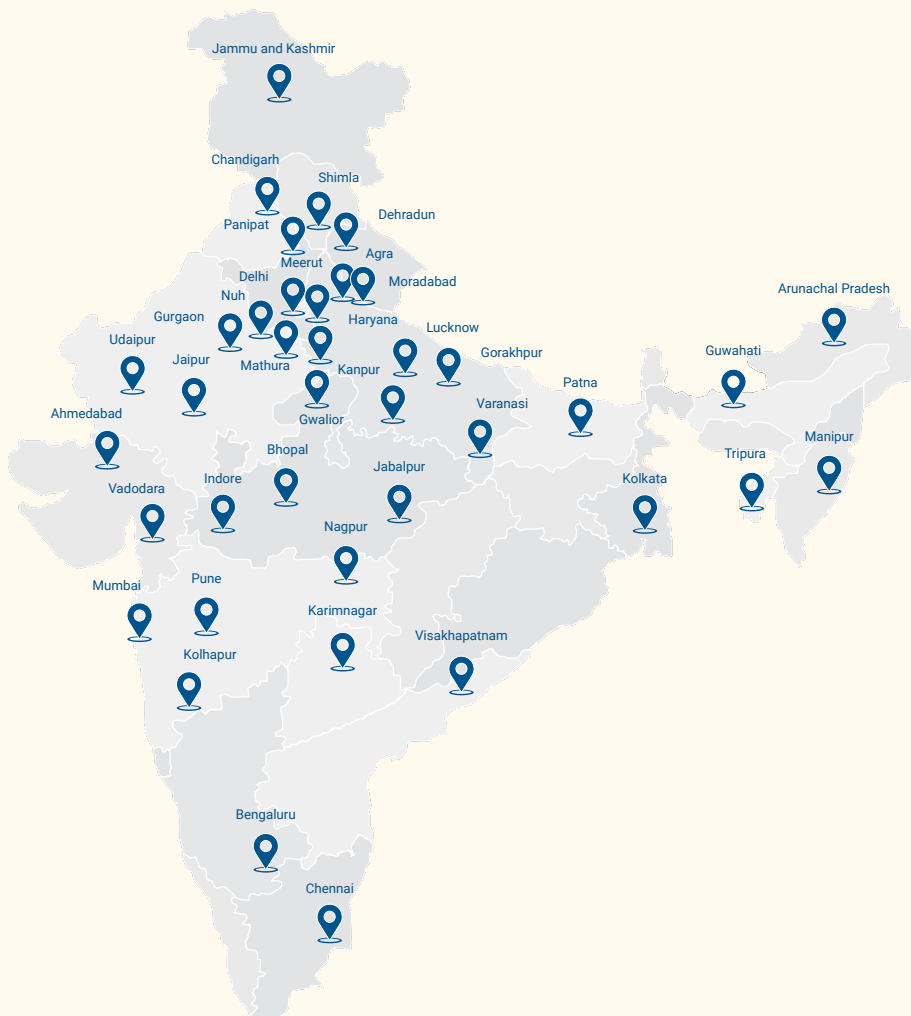 Jammu and Kashmir
Chandigarh
Shimla
Dehradun
Panipat
Agra
Meerut
Delhi
Moradabad
Arunachal Pradesh
Nuh
Gurgaon
Haryana
Lucknow
Udaipur
Guwahati
Gorakhpur
Jaipur
Mathura
Kanpur
Patna
Varanasi
Ahmedabad
Gwalior
Manipur
Bhopal
Tripura
Jabalpur
Indore
Kolkata
Vadodara
Nagpur
Pune
Mumbai
Karimnagar
Visakhapatnam
Kolhapur
Bengaluru
Chennai